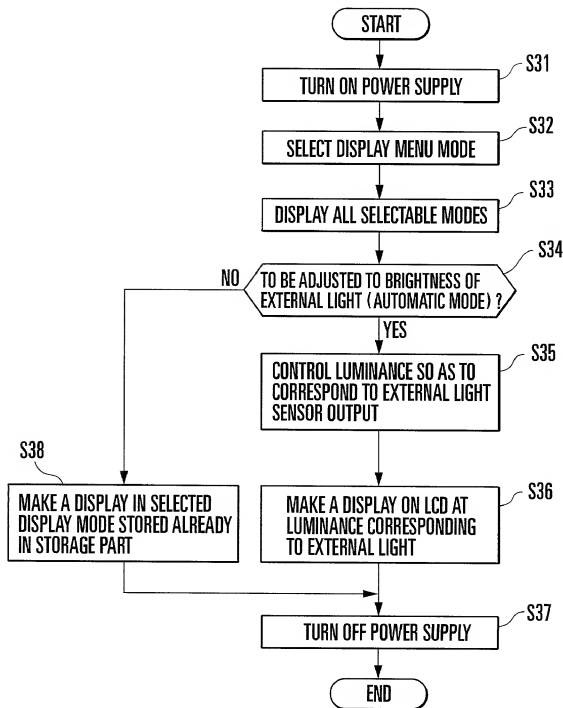 START
S31
TURN ON POWER SUPPLY
S32
SELECT DISPLAY MENU MODE
S33
DISPLAY ALL SELECTABLE MODES
S34
NO
TO BE ADJUSTED TO BRIGHTNESS OF
EXTERNAL LIGHT (AUTOMATIC MODE) ?
YES
S35
CONTROL LUMINANCE SO AS TO
CORRESPOND TO EXTERNAL LIGHT
SENSOR OUTPUT
S38
MAKE A DISPLAY IN SELECTED
DISPLAY MODE STORED ALREADY
IN STORAGE PART
S36
MAKE A DISPLAY ON LCD AT
LUMINANCE CORRESPONDING
TO EXTERNAL LIGHT
S37
TURN OFF POWER SUPPLY
END